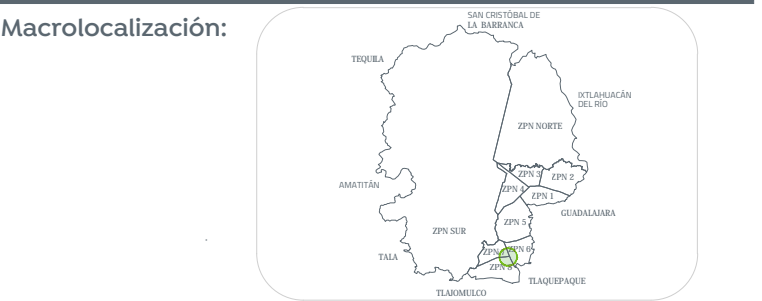 Macrolocalización:
SAN CRISTÓBAL DE
LA BARRANCA
TEQUILA
IXTLAHUACÁN
DEL RÍO
ZPN NORTE
ZPN 3
ZPN 2
AMATITÁN
ZPN 4
ZPN 1
GUADALAJARA
ZPN 5
ZPN SUR
ZPN 6
TALA
TLAQUEPAQUE
TLAJOMULCO